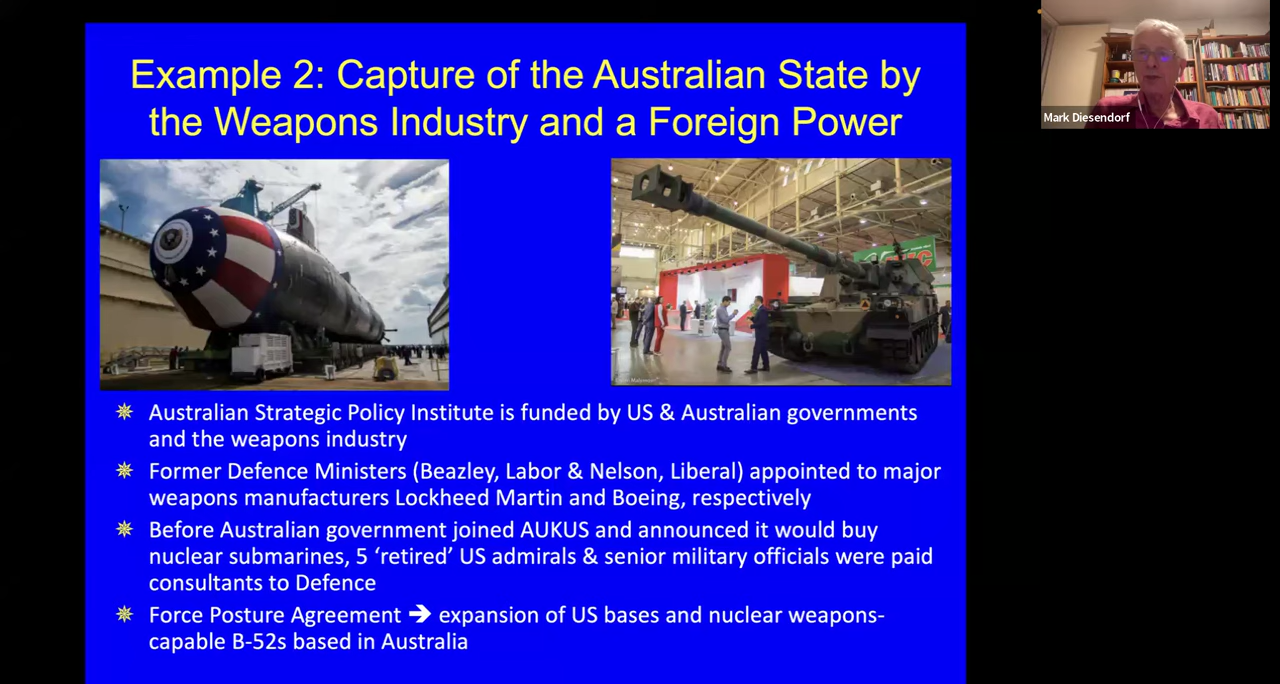 Example 2: Capture of the Australian State by
the Weapons Industry and a Foreign Power
Mark Diesendorf
Australian Strategic Policy Institute is funded by US & Australian governments
and the weapons industry
Former Defence Ministers (Beazley, Labor & Nelson, Liberal) appointed to major
weapons manufacturers Lockheed Martin and Boeing, respectively
Before Australian government joined AUKUS and announced it would buy
nuclear submarines, 5 ‘retired’ US admirals & senior military officials were paid
consultants to Defence
Force Posture Agreement ➔ expansion of US bases and nuclear weapons-
capable B-52s based in Australia